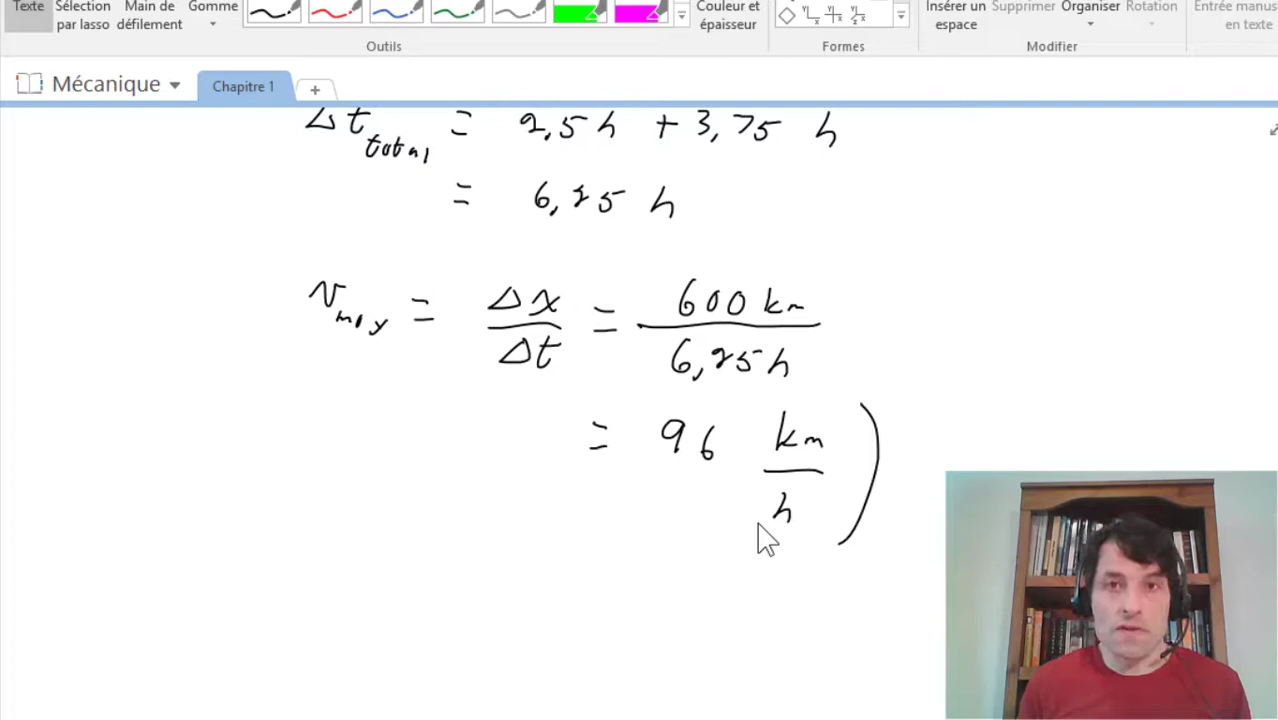 Texte Sélection par lasso Main de défilement Gomme Couleur et épaisseur Insérer un espace Supprimer Organiser Rotation Entrée manus en texte
Outils Formes Modifier
Mécanique Chapitre 1 +
Δt total = 2,5 h + 3,75 h
= 6,25 h
v moy = Δx / Δt = 600 km / 6,25 h
= 96 km / h